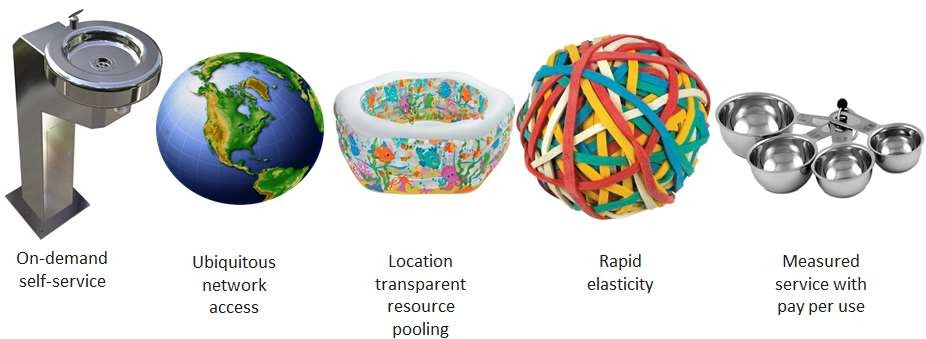 On-demand
self-service
Ubiquitous
network
access
Location
transparent
resource
pooling
Rapid
elasticity
Measured
service with
pay per use